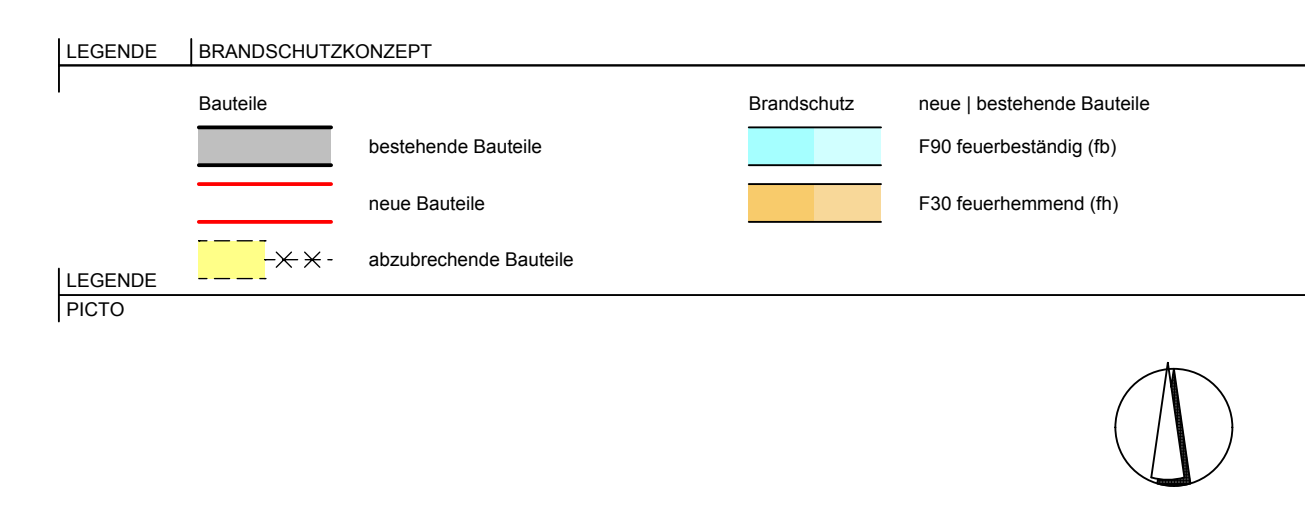 LEGENDE BRANDSCHUTZKONZEPT
Bauteile Brandschutz neue | bestehende Bauteile
bestehende Bauteile F90 feuerbeständig (fb)
neue Bauteile F30 feuerhemmend (fh)
abzubrechende Bauteile
LEGENDE
PICTO